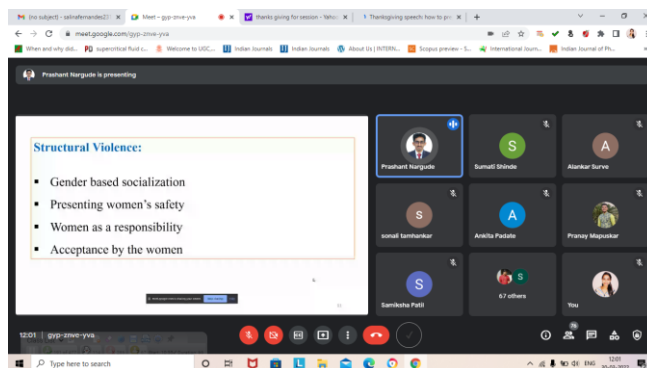 (no subject) - salinafernandes22
Meet – gyp-znve-yva
thanks giving for session - Yaho
Thanksgiving speech: how to pr
meet.google.com/gyp-znve-yva
When and why did...
supercritical fluid c...
Welcome to UGC,...
Indian Journals
Indian Journals
About Us | INTERN...
Scopus preview - S...
International Journ...
Indian Journal of Ph...
Prashant Nargude is presenting
Structural Violence:
Gender based socialization
Presenting women's safety
Women as a responsibility
Acceptance by the women
Prashant Nargude
S
Sumati Shinde
A
Alankar Surve
S
sonali tamhankar
A
Ankita Padate
Pranay Mapuskar
S
Samiksha Patil
S
67 others
You
12:01 | gyp-znve-yva
76
Type here to search
ENG
12:01